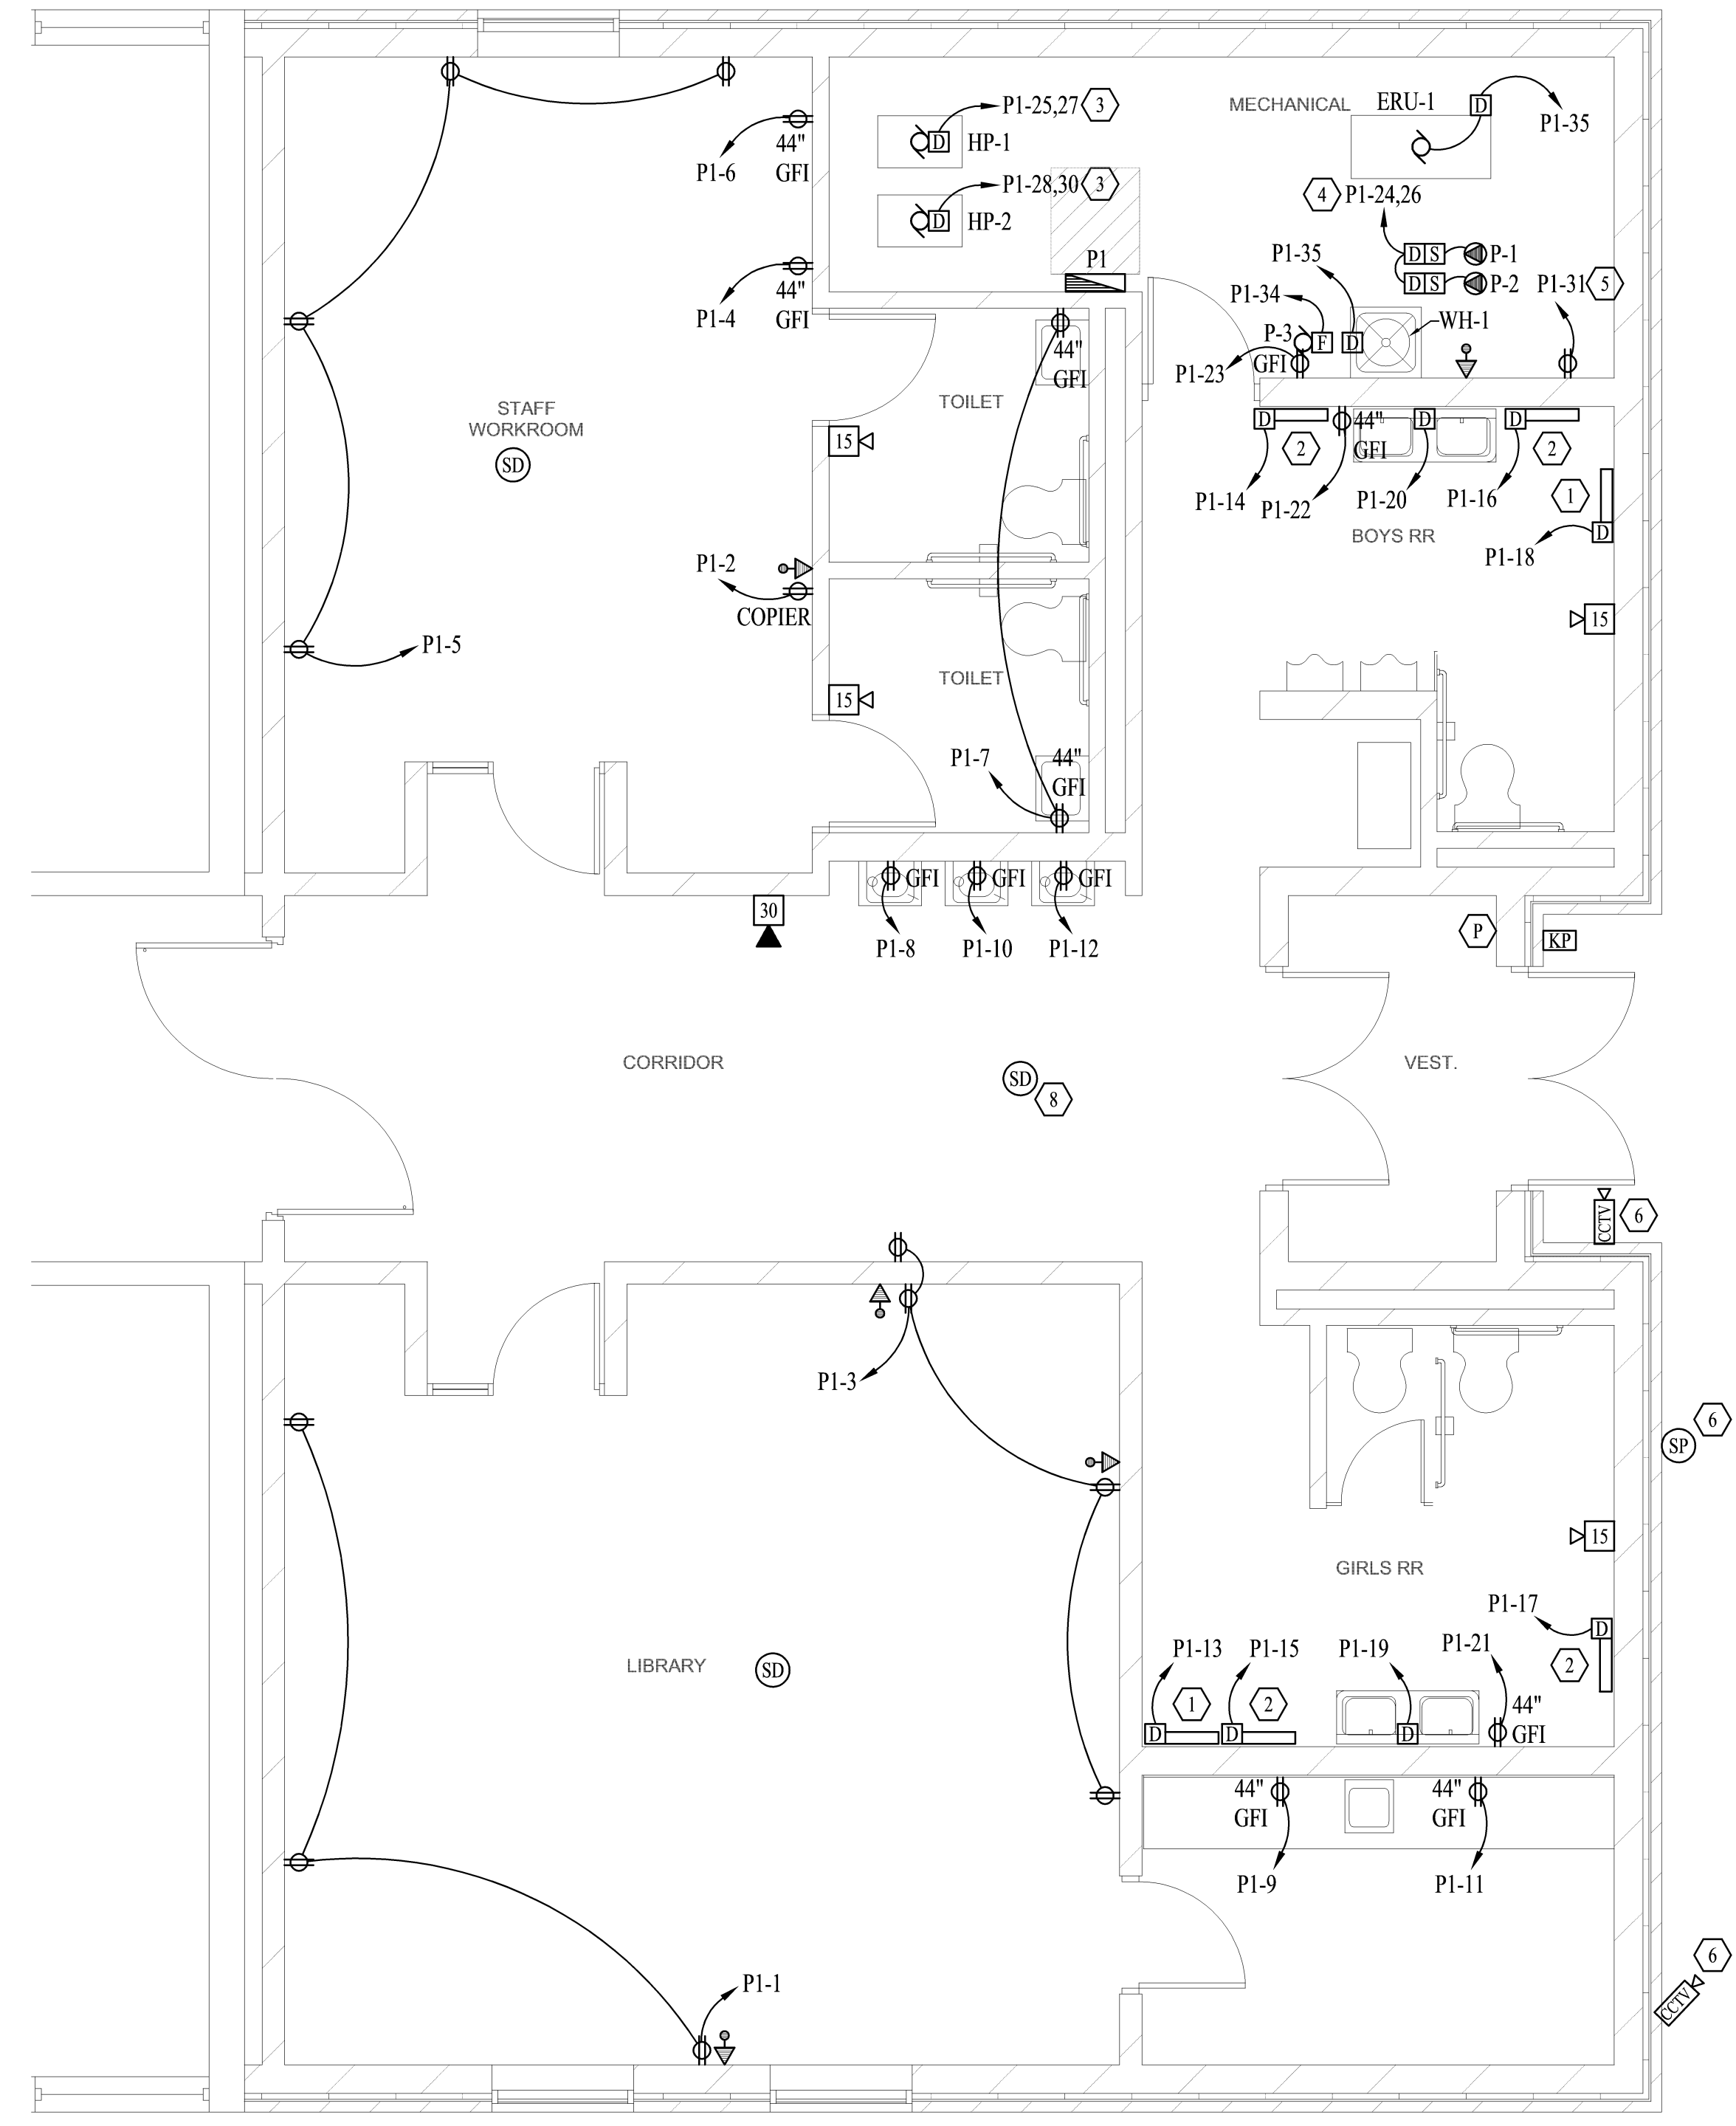 P1-25,27 3
MECHANICAL
ERU-1
D
P1-35
44"
GFI
P1-6
D HP-1
P1-28,30 3
D HP-2
4 P1-24,26
P1
P1-35
D S P-1
D S P-2
P1-31 5
P1-34
44"
GFI
P1-4
P-3
F
D
WH-1
GFI
P1-23
44"
GFI
STAFF
WORKROOM
SD
TOILET
15
D
2
44"
GFI
D
D
2
P1-14
P1-22
P1-20
P1-16
1
D
P1-18
BOYS RR
P1-2
COPIER
15
P1-5
TOILET
15
P1-7
44"
GFI
GFI
GFI
GFI
30
P1-8
P1-10
P1-12
P
KP
CORRIDOR
SD
8
VEST.
CCTV
6
P1-3
6
SP
15
GIRLS RR
P1-17
D
2
P1-13
P1-15
P1-19
P1-21
LIBRARY
SD
1
2
D
D
D
44"
GFI
44"
GFI
44"
GFI
P1-9
P1-11
6
CCTV
P1-1